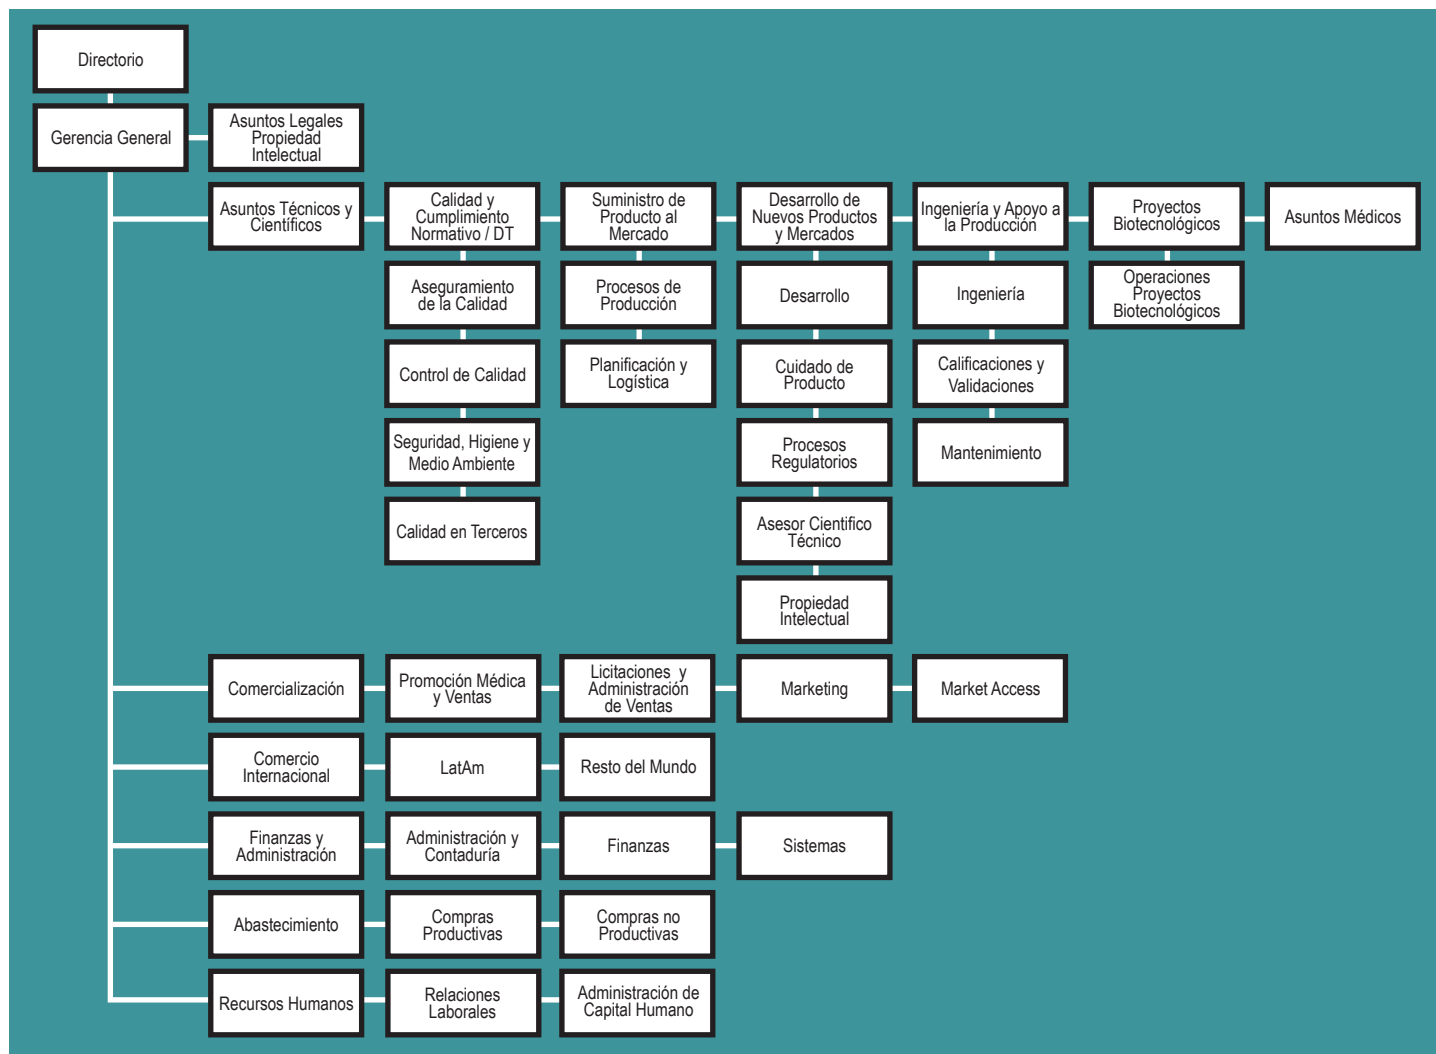 Directorio
Gerencia General
Asuntos Legales
Propiedad
Intelectual
Asuntos Técnicos y
Científicos
Calidad y
Cumplimiento
Normativo / DT
Suministro de
Producto al
Mercado
Desarrollo de
Nuevos Productos
y Mercados
Ingeniería y Apoyo a
la Producción
Proyectos
Biotecnológicos
Asuntos Médicos
Aseguramiento
de la Calidad
Procesos de
Producción
Desarrollo
Ingeniería
Operaciones
Proyectos
Biotecnológicos
Control de Calidad
Planificación y
Logística
Cuidado de
Producto
Calificaciones y
Validaciones
Seguridad, Higiene y
Medio Ambiente
Procesos
Regulatorios
Mantenimiento
Calidad en Terceros
Asesor Cientifico
Técnico
Propiedad
Intelectual
Comercialización
Promoción Médica
y Ventas
Licitaciones y
Administración
de Ventas
Marketing
Market Access
Comercio
Internacional
LatAm
Resto del Mundo
Finanzas y
Administración
Administración y
Contaduría
Finanzas
Sistemas
Abastecimiento
Compras
Productivas
Compras no
Productivas
Recursos Humanos
Relaciones
Laborales
Administración de
Capital Humano